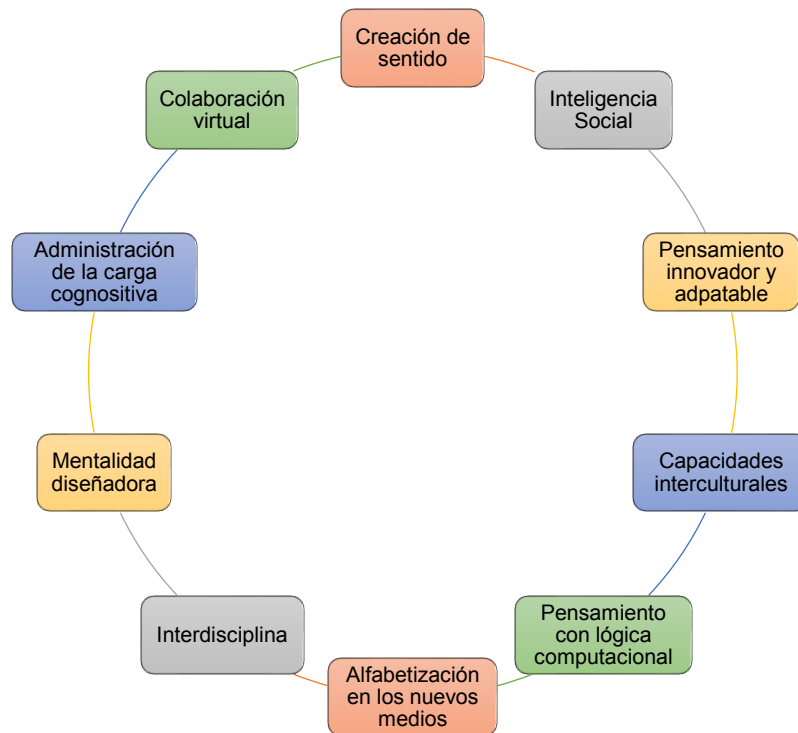 Creación de
sentido
Inteligencia
Social
Pensamiento
innovador y
adpatable
Capacidades
interculturales
Pensamiento
con lógica
computacional
Alfabetización
en los nuevos
medios
Interdisciplina
Mentalidad
diseñadora
Administración
de la carga
cognositiva
Colaboración
virtual